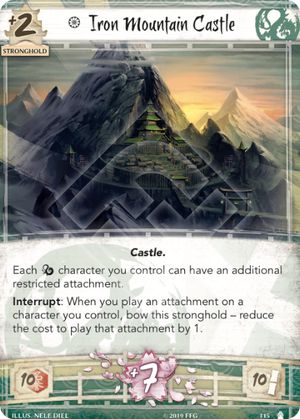 +2
STRONGHOLD
Iron Mountain Castle
Castle.
Each character you control can have an additional
restricted attachment.
Interrupt: When you play an attachment on a
character you control, bow this stronghold – reduce
the cost to play that attachment by 1.
10
+7
10
ILLUS. NELE DIEL
©2019 FFG